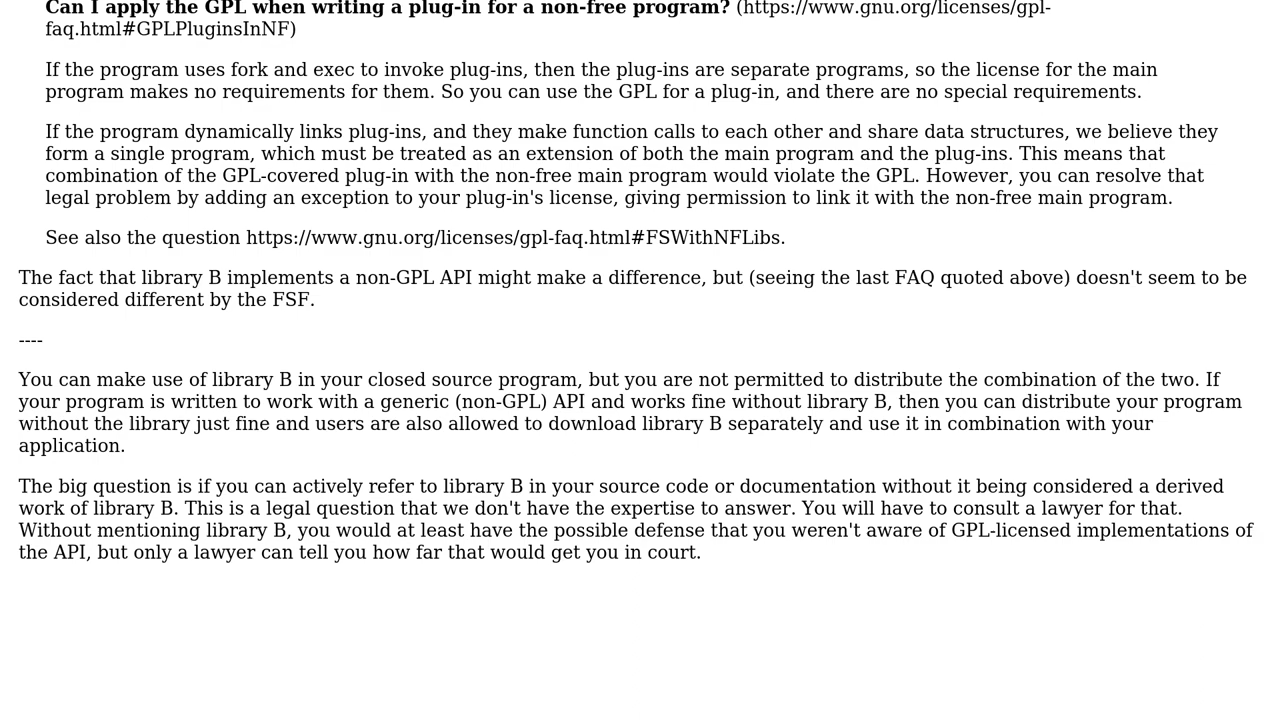 Can I apply the GPL when writing a plug-in for a non-free program? (https://www.gnu.org/licenses/gpl-
faq.html#GPLPluginsInNF)
If the program uses fork and exec to invoke plug-ins, then the plug-ins are separate programs, so the license for the main
program makes no requirements for them. So you can use the GPL for a plug-in, and there are no special requirements.
If the program dynamically links plug-ins, and they make function calls to each other and share data structures, we believe they
form a single program, which must be treated as an extension of both the main program and the plug-ins. This means that
combination of the GPL-covered plug-in with the non-free main program would violate the GPL. However, you can resolve that
legal problem by adding an exception to your plug-in's license, giving permission to link it with the non-free main program.
See also the question https://www.gnu.org/licenses/gpl-faq.html#FSWithNFLibs.
The fact that library B implements a non-GPL API might make a difference, but (seeing the last FAQ quoted above) doesn't seem to be
considered different by the FSF.
----
You can make use of library B in your closed source program, but you are not permitted to distribute the combination of the two. If
your program is written to work with a generic (non-GPL) API and works fine without library B, then you can distribute your program
without the library just fine and users are also allowed to download library B separately and use it in combination with your
application.
The big question is if you can actively refer to library B in your source code or documentation without it being considered a derived
work of library B. This is a legal question that we don't have the expertise to answer. You will have to consult a lawyer for that.
Without mentioning library B, you would at least have the possible defense that you weren't aware of GPL-licensed implementations of
the API, but only a lawyer can tell you how far that would get you in court.